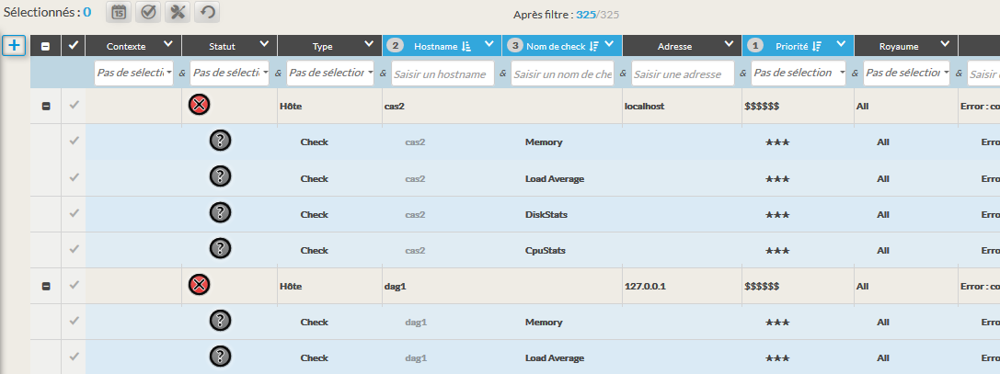 Sélectionnés : 0 15 Après filtre : 325/325
Contexte Statut Type 2 Hostname 3 Nom de check Adresse 1 Priorité Royaume
Pas de sélecti & Pas de sélecti & Pas de sélection & Saisir un hostname & Saisir un nom de che & Saisir une adresse & Pas de sélection & Pas de sélection & Saisir
Hôte cas2 localhost $$$$$$ All Error : co
? Check cas2 Memory ★★★ All Erro
? Check cas2 Load Average ★★★ All Erro
? Check cas2 DiskStats ★★★ All Erro
? Check cas2 CpuStats ★★★ All Erro
Hôte dag1 127.0.0.1 $$$$$$ All Error : co
? Check dag1 Memory ★★★ All Erro
? Check dag1 Load Average ★★★ All Erro